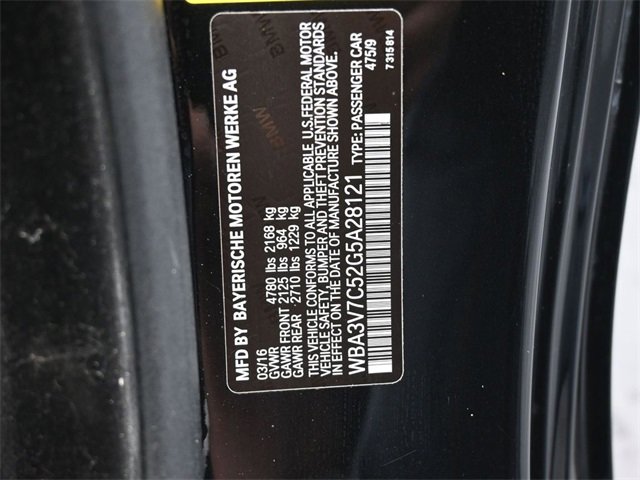 MFD BY BAYERISCHE MOTOREN WERKE AG
03/16
GVWR 4780 lbs 2168 kg
GAWR FRONT 2125 lbs 964 kg
GAWR REAR 2710 lbs 1229 kg
THIS VEHICLE CONFORMS TO ALL APPLICABLE U.S.FEDERAL MOTOR
VEHICLE SAFETY, BUMPER AND THEFT PREVENTION STANDARDS
IN EFFECT ON THE DATE OF MANUFACTURE SHOWN ABOVE.
WBA3V7C52G5A28121 TYPE: PASSENGER CAR
475/9
7315814
BMW
BMW